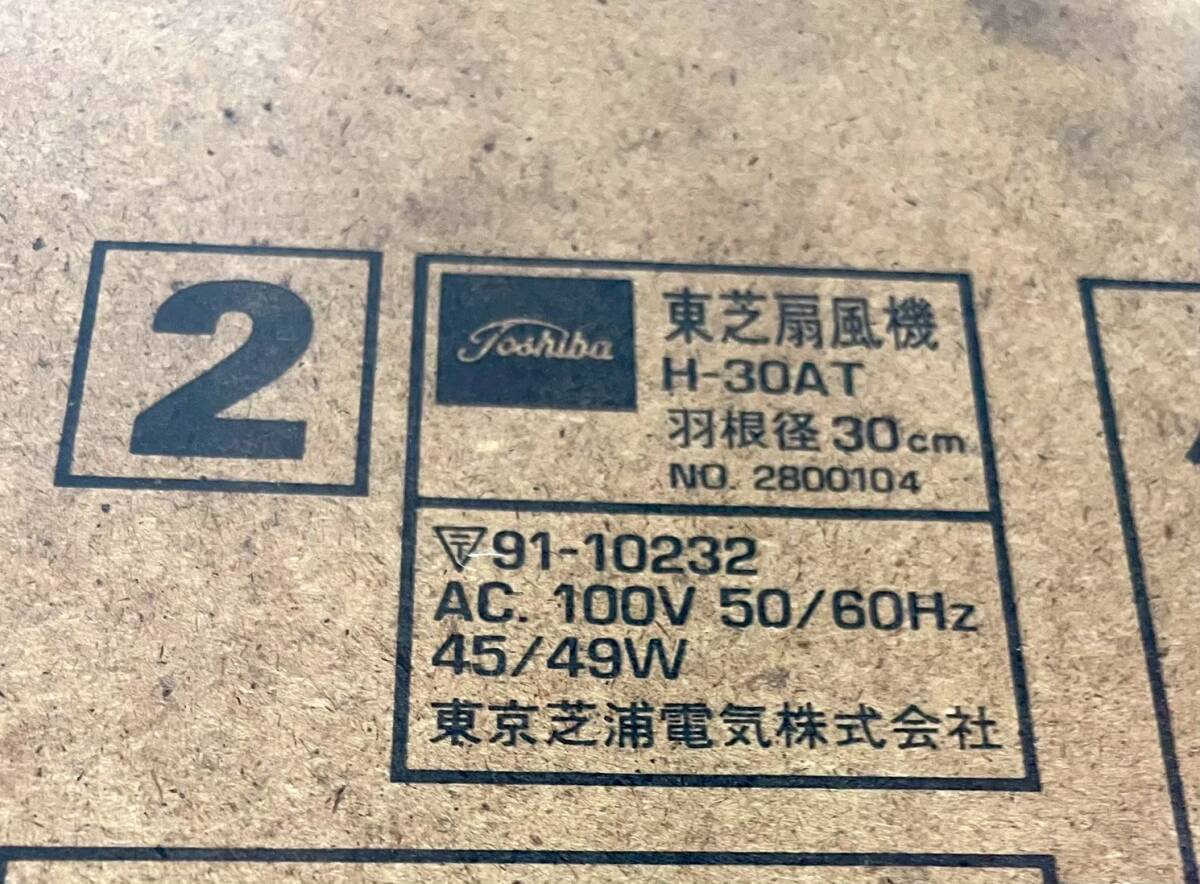 2
Toshiba
東芝扇風機
H-30AT
羽根径30cm
NO. 2800104
〒91-10232
AC. 100V 50/60Hz
45/49W
東京芝浦電気株式会社